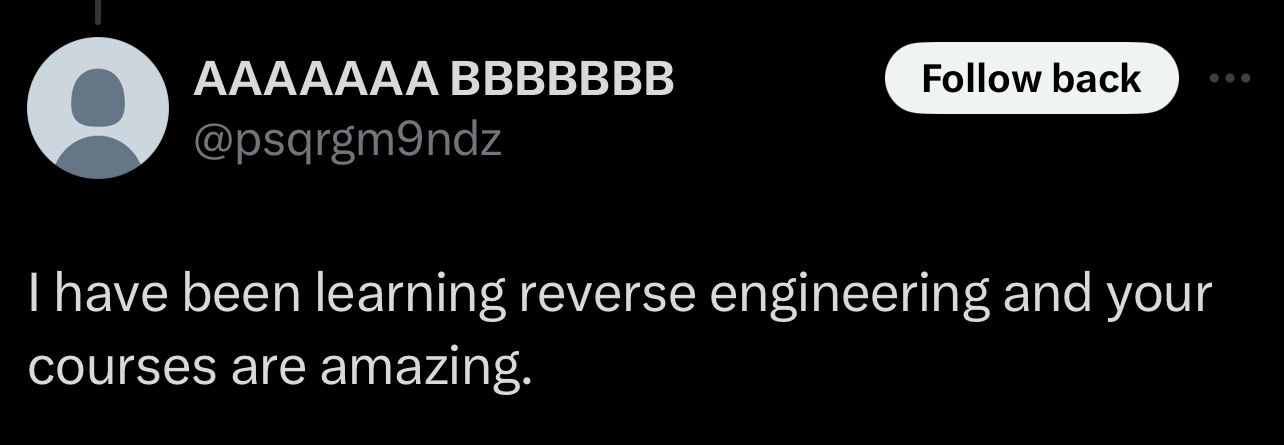 AAAAAAA BBBBBBB
Follow back
@psqrgm9ndz
I have been learning reverse engineering and your
courses are amazing.